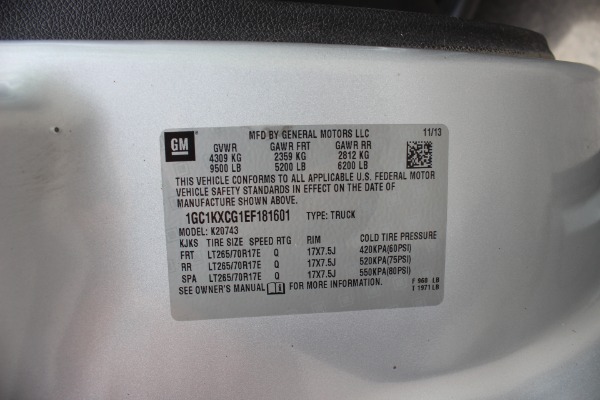 GM
MFD BY GENERAL MOTORS LLC 11/13
GVWR GAWR FRT GAWR RR
4309 KG 2359 KG 2812 KG
9500 LB 5200 LB 6200 LB
THIS VEHICLE CONFORMS TO ALL APPLICABLE U.S. FEDERAL MOTOR
VEHICLE SAFETY STANDARDS IN EFFECT ON THE DATE OF
MANUFACTURE SHOWN ABOVE.
1GC1KXCG1EF181601 TYPE: TRUCK
MODEL: K20743
KJKS TIRE SIZE SPEED RTG RIM COLD TIRE PRESSURE
FRT LT265/70R17E Q 17X7.5J 420KPA(60PSI)
RR LT265/70R17E Q 17X7.5J 520KPA(75PSI)
SPA LT265/70R17E Q 17X7.5J 550KPA(80PSI)
SEE OWNER'S MANUAL FOR MORE INFORMATION.
F 960 LB
T 1971 LB